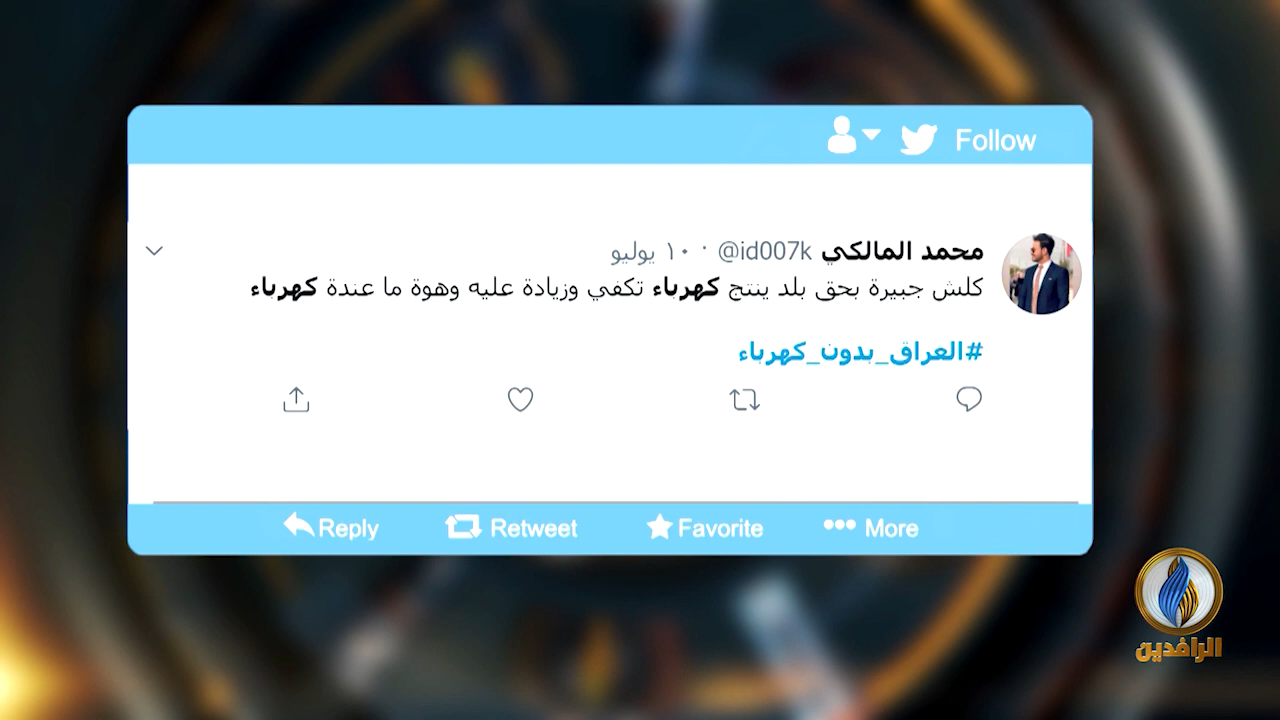 Follow
محمد المالكي @id007k · ١٠ يوليو
كلش جبيرة بحق بلد ينتج كهرباء تكفي وزيادة عليه وهوة ما عندة كهرباء
#العراق_بدون_كهرباء
Reply Retweet Favorite More
الرافدين